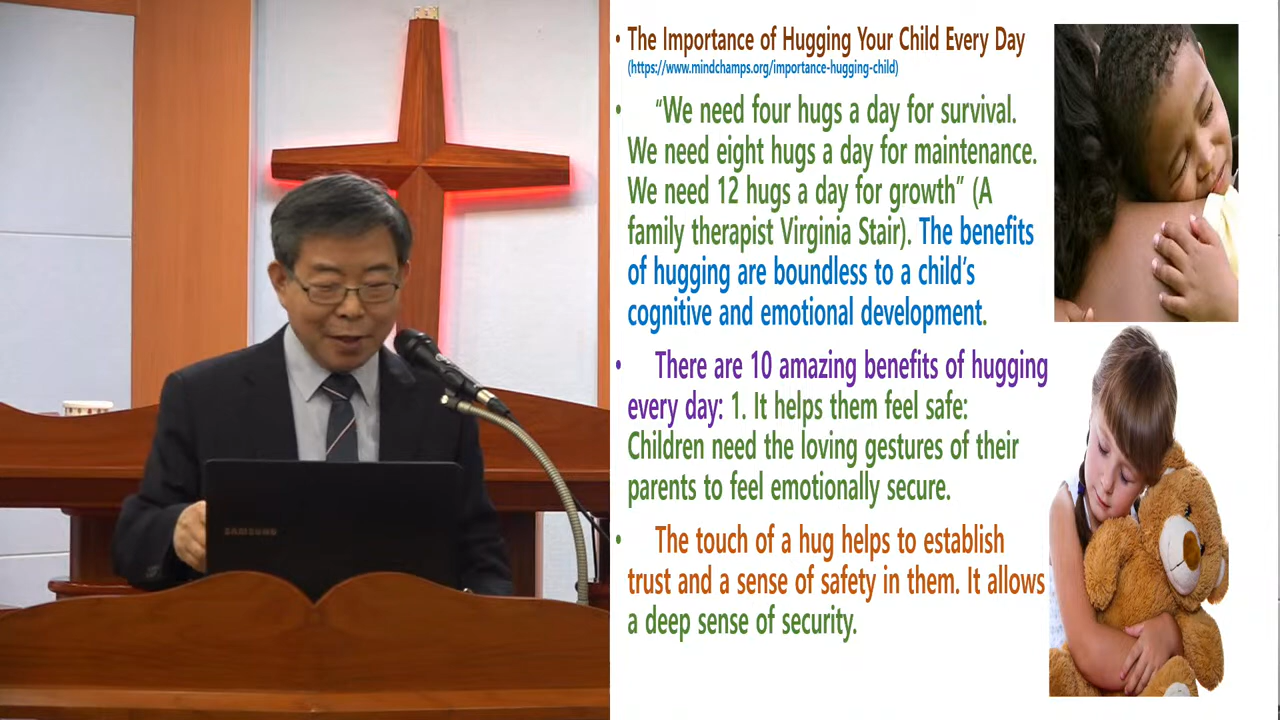 • The Importance of Hugging Your Child Every Day
(https://www.mindchamps.org/importance-hugging-child)
• “We need four hugs a day for survival.
We need eight hugs a day for maintenance.
We need 12 hugs a day for growth” (A
family therapist Virginia Stair). The benefits
of hugging are boundless to a child’s
cognitive and emotional development.
• There are 10 amazing benefits of hugging
every day: 1. It helps them feel safe:
Children need the loving gestures of their
parents to feel emotionally secure.
• The touch of a hug helps to establish
trust and a sense of safety in them. It allows
a deep sense of security.
SAMSUNG